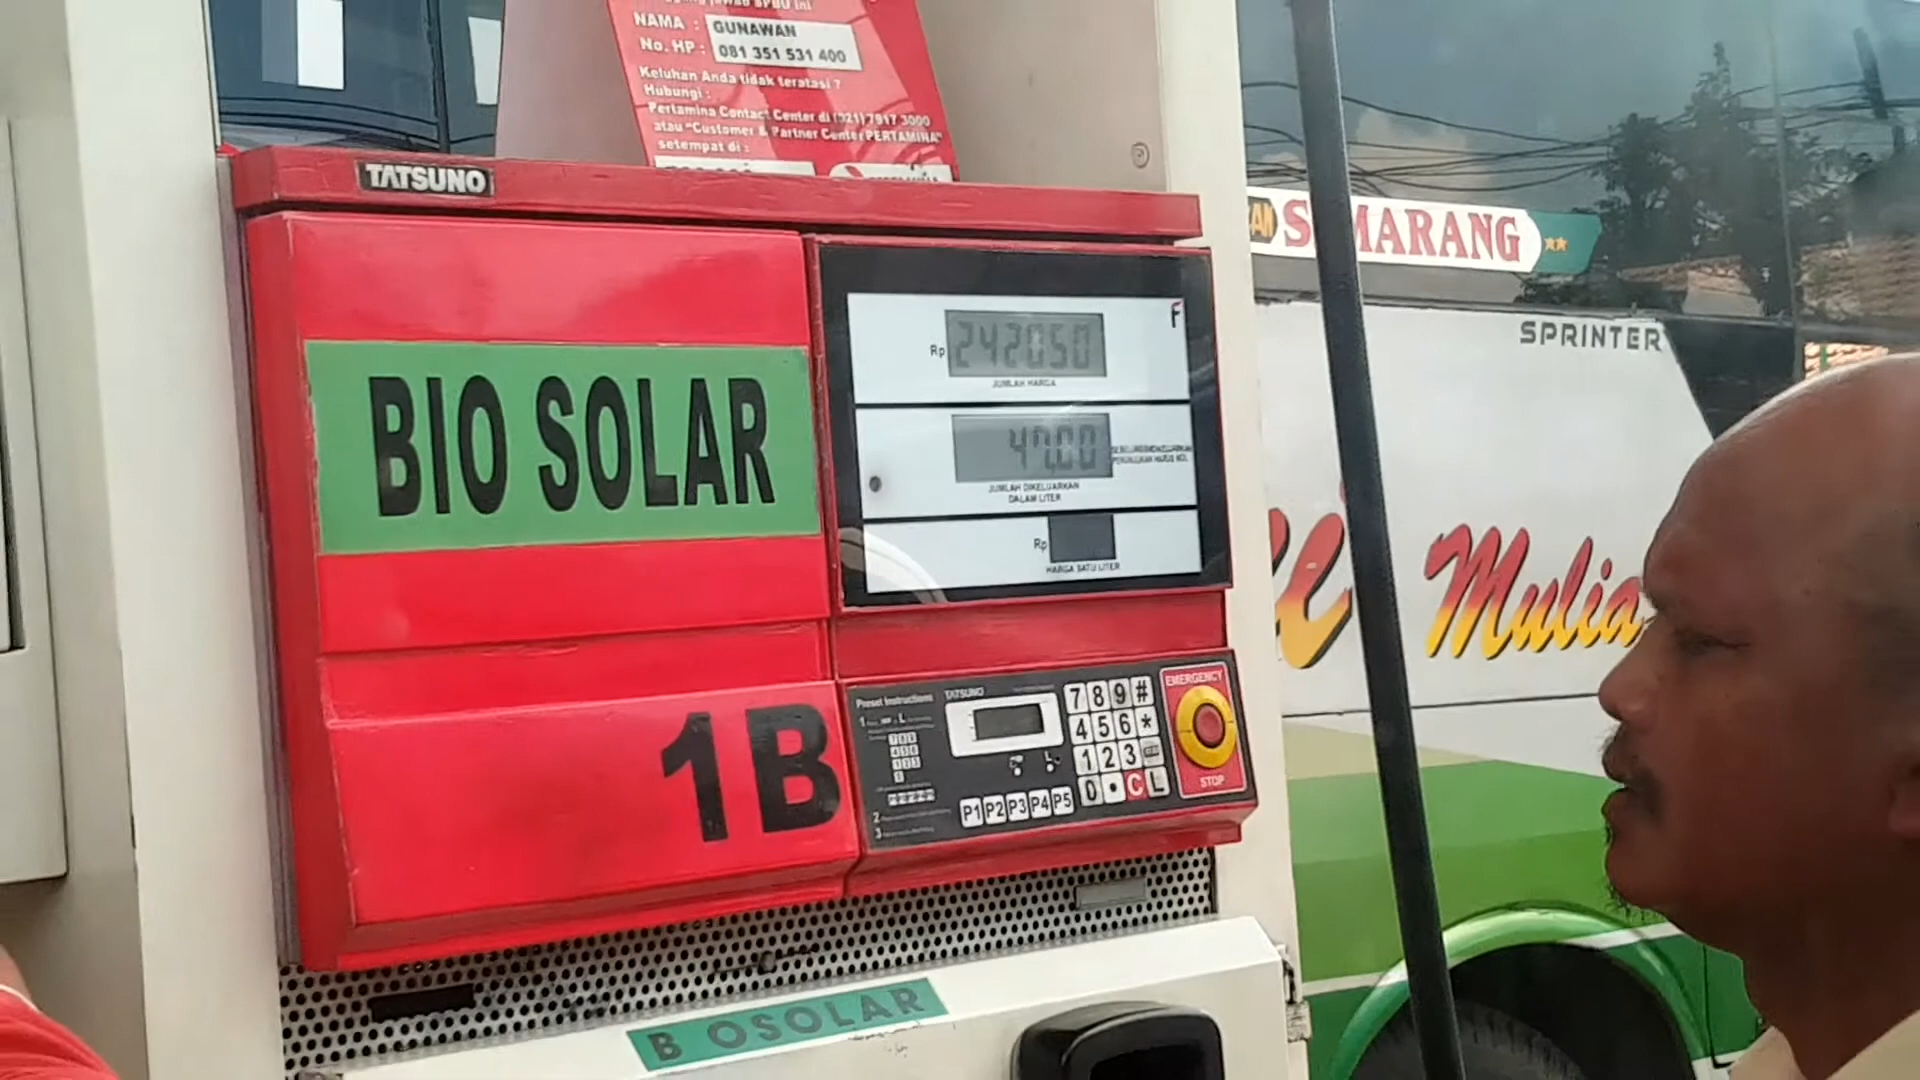 NAMA : GUNAWAN
No. HP : 081 351 531 400
Keluhan Anda tidak teratasi ?
Hubungi :
Pertamina Contact Center di (021) 7917 3000
atau "Customer & Partner Center PERTAMINA"
setempat di :
TATSUNO
BIO SOLAR
1B
F
Rp 242050
JUMLAH HARGA
47.00
JUMLAH DIKELUARKAN
DALAM LITER
Rp
HARGA SATU LITER
Preset Instructions
TATSUNO
7 8 9 #
4 5 6 *
1 2 3
0 . C L
P1 P2 P3 P4 P5
EMERGENCY
STOP
B OSOLAR
SEMARANG
SPRINTER
Mulia